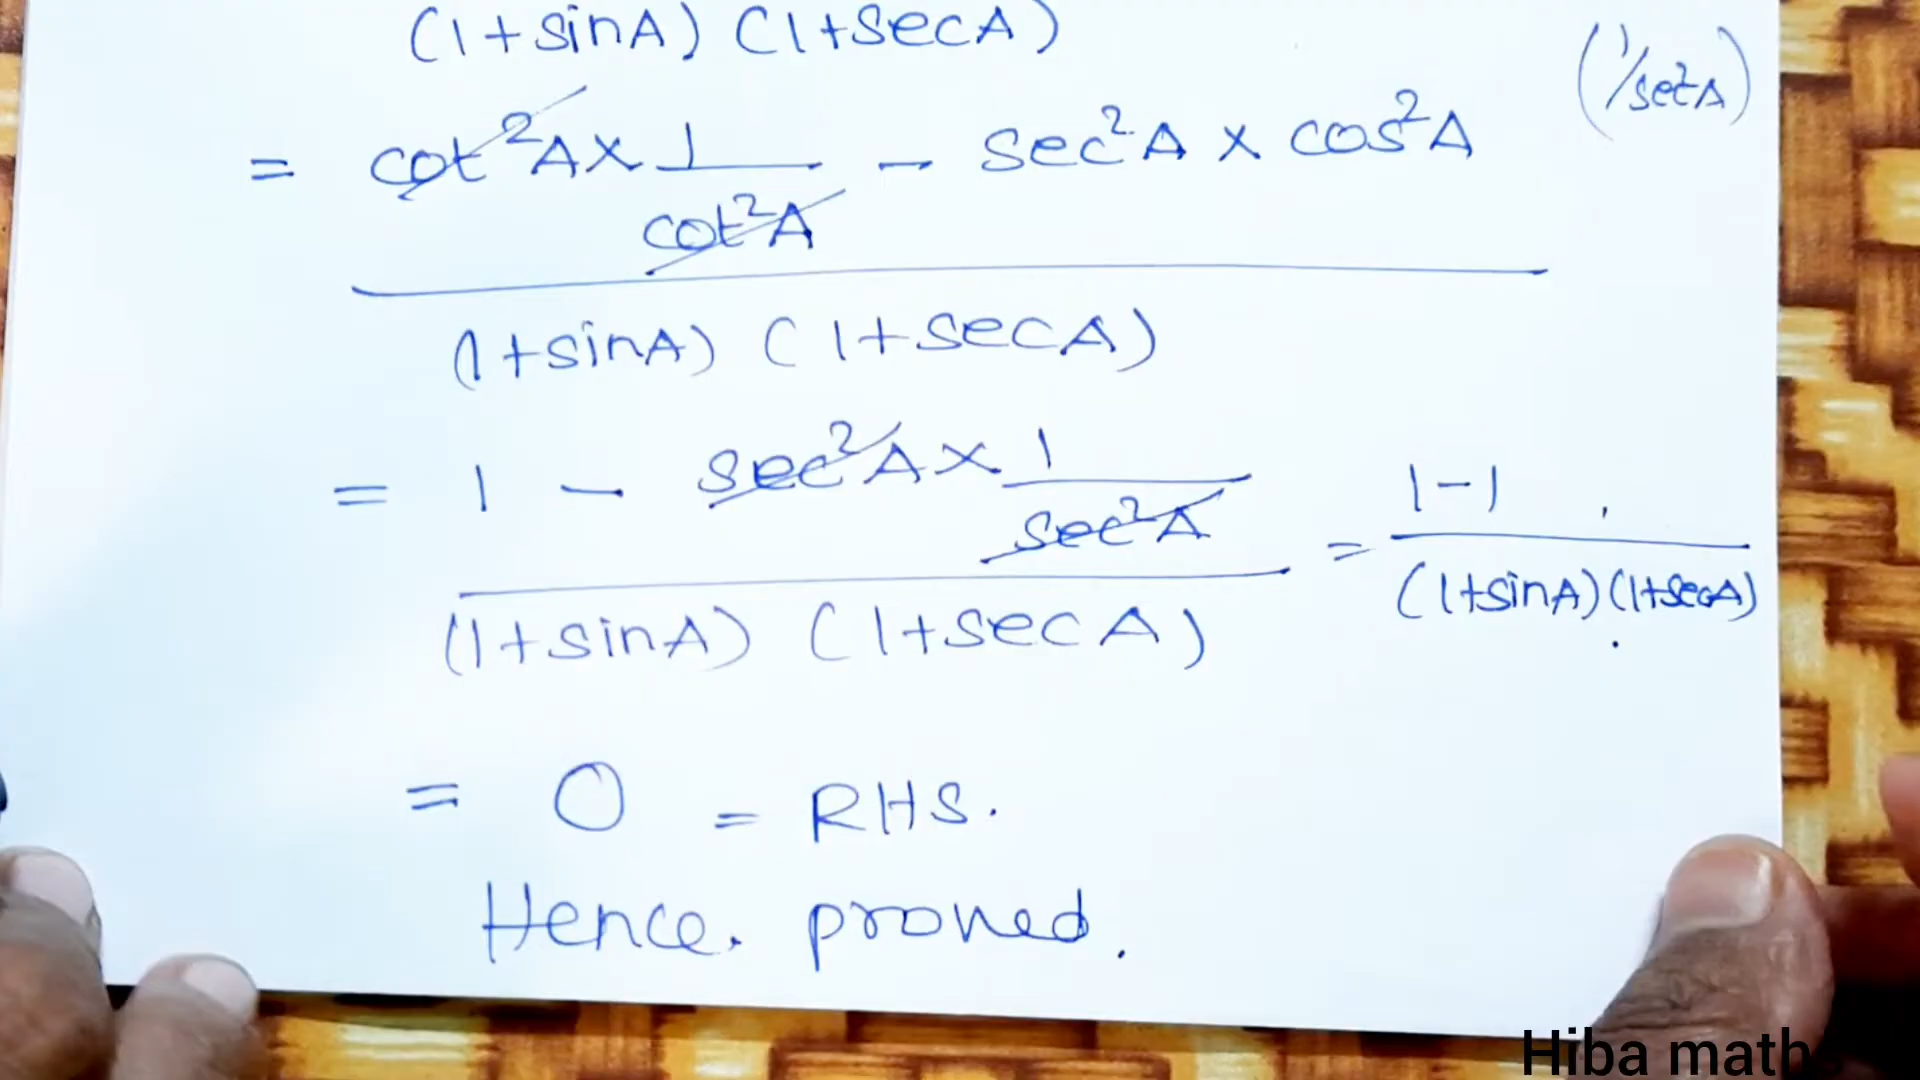 (1+sinA) (1+secA)
(1/sec²A)
= cot²A × 1/cot²A − sec²A × cos²A
(1+sinA) (1+secA)
= 1 − sec²A × 1/sec²A = 1−1
(1+sinA) (1+secA) (1+sinA)(1+secA)
= 0 = RHS.
Hence. proved.
Hiba maths